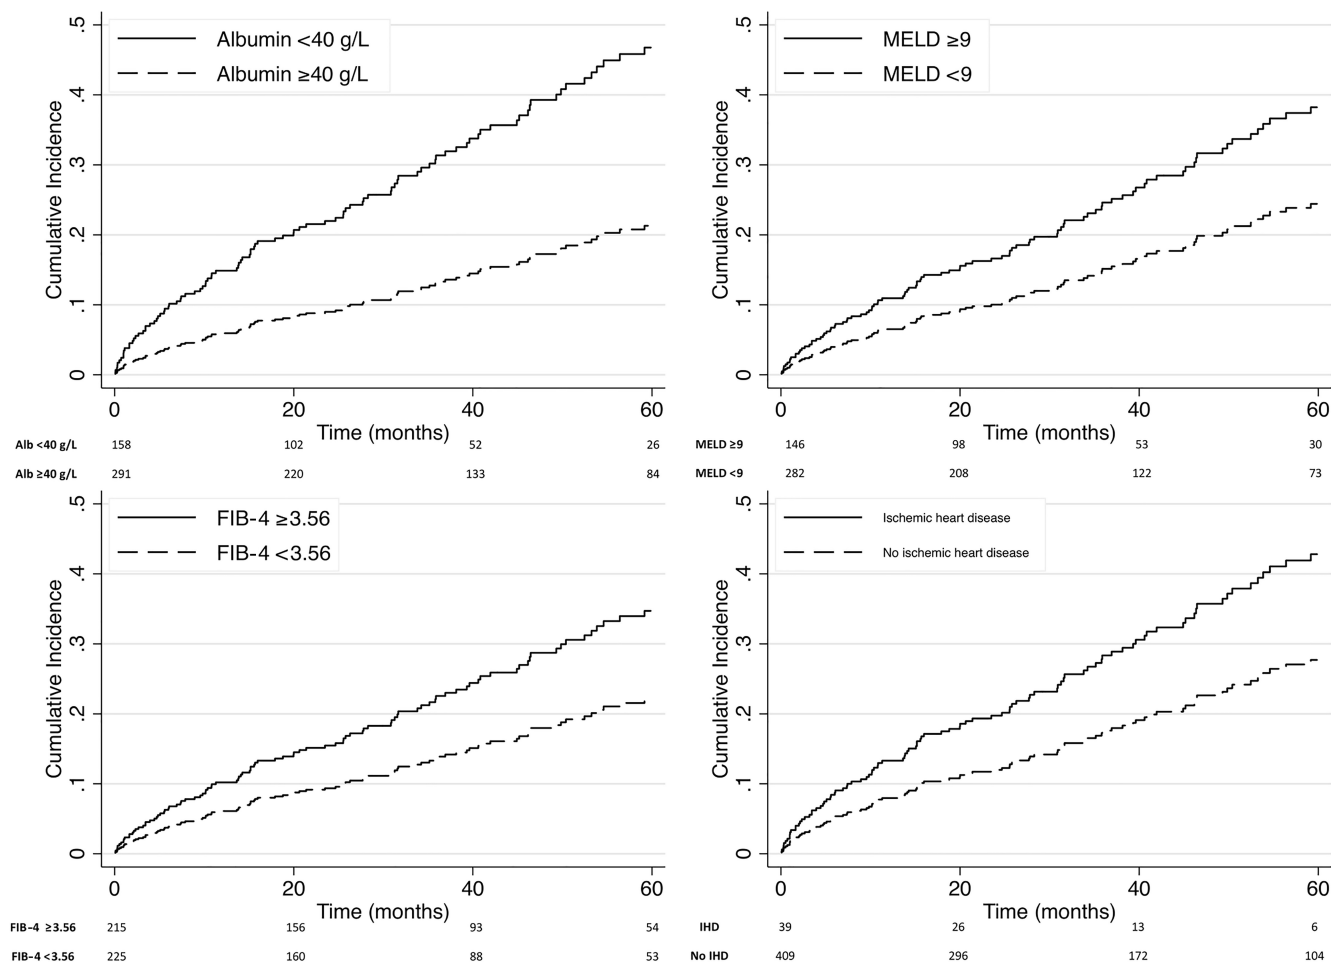 Albumin <40 g/L
Albumin ≥40 g/L
Cumulative Incidence
0 .1 .2 .3 .4 .5
0 20 40 60
Time (months)
Alb <40 g/L 158 102 52 26
Alb ≥40 g/L 291 220 133 84
MELD ≥9
MELD <9
Cumulative Incidence
0 .1 .2 .3 .4 .5
0 20 40 60
Time (months)
MELD ≥9 146 98 53 30
MELD <9 282 208 122 73
FIB-4 ≥3.56
FIB-4 <3.56
Cumulative Incidence
0 .1 .2 .3 .4 .5
0 20 40 60
Time (months)
FIB-4 ≥3.56 215 156 93 54
FIB-4 <3.56 225 160 88 53
Ischemic heart disease
No ischemic heart disease
Cumulative Incidence
0 .1 .2 .3 .4 .5
0 20 40 60
Time (months)
IHD 39 26 13 6
No IHD 409 296 172 104